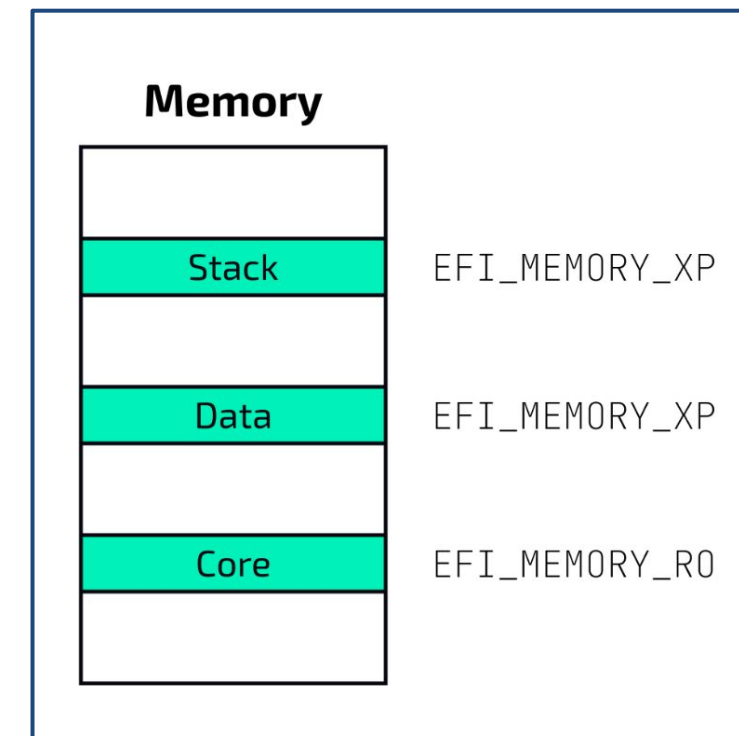 Memory
Stack EFI_MEMORY_XP
Data EFI_MEMORY_XP
Core EFI_MEMORY_RO